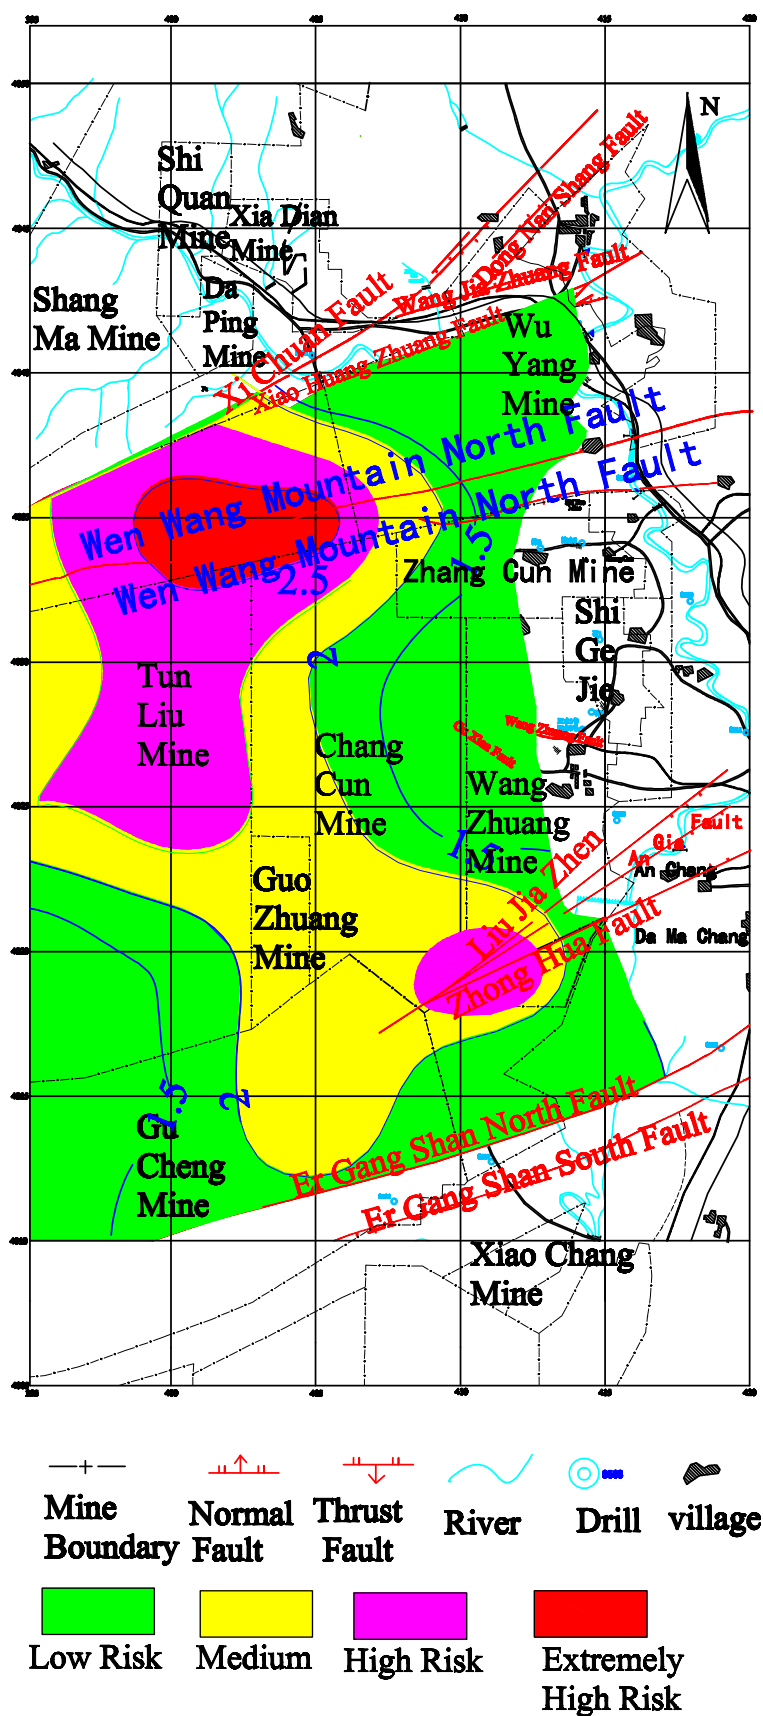 N
Shi
Quan
Mine
Xia Dian
Mine
Dong Nan Shang Fault
Wang Jia Zhuang Fault
Shang
Ma Mine
Da
Ping
Mine
Xi Chuan Fault
Xiao Huang Zhuang Fault
Wu
Yang
Mine
Wen Wang Mountain North Fault
Wen Wang Mountain North Fault
1.5
2.5
Zhang Cun Mine
Shi
Ge
Jie
2
Tun
Liu
Mine
Wang Zhuang Fault
Chang
Cun
Mine
Wang
Zhuang
Mine
Fault
Gia
An
An Chang
Guo
Zhuang
Mine
Liu Jia Zhen
Zhong Hua Fault
Da Ma Chang
1.5
2
Gu
Cheng
Mine
Er Gang Shan North Fault
Er Gang Shan South Fault
Xiao Chang
Mine
Mine
Boundary
Normal
Fault
Thrust
Fault
River
Drill
village
Low Risk
Medium
High Risk
Extremely
High Risk